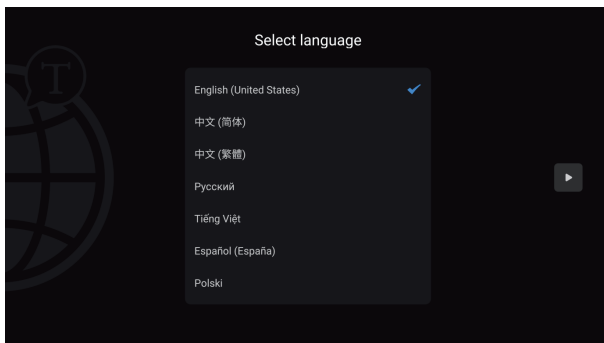 Select language
T
English (United States)
中文 (简体)
中文 (繁體)
Русский
Tiếng Việt
Español (España)
Polski